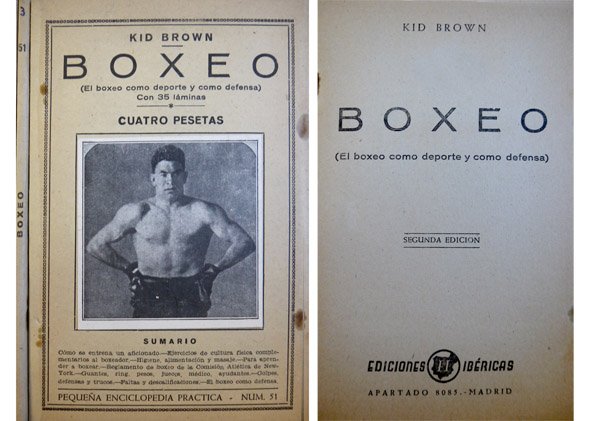 3
51
BOXEO
KID BROWN
BOXEO
(El boxeo como deporte y como defensa)
Con 35 láminas
CUATRO PESETAS
SUMARIO
Cómo se entrena un aficionado.—Ejercicios de cultura física comple-
mentarios al boxeador.—Higiene, alimentación y masaje.—Para apren-
der a boxear.—Reglamento de boxeo de la Comisión Atlética de New-
York.—Guantes, ring, pesos, jueces, médico, ayudantes.—Golpes,
defensas y trucos.—Faltas y descalificaciones.—El boxeo como defensa
PEQUEÑA ENCICLOPEDIA PRACTICA - NUM. 51
KID BROWN
BOXEO
(El boxeo como deporte y como defensa)
SEGUNDA EDICION
EDICIONES IBÉRICAS
APARTADO 8085.-MADRID